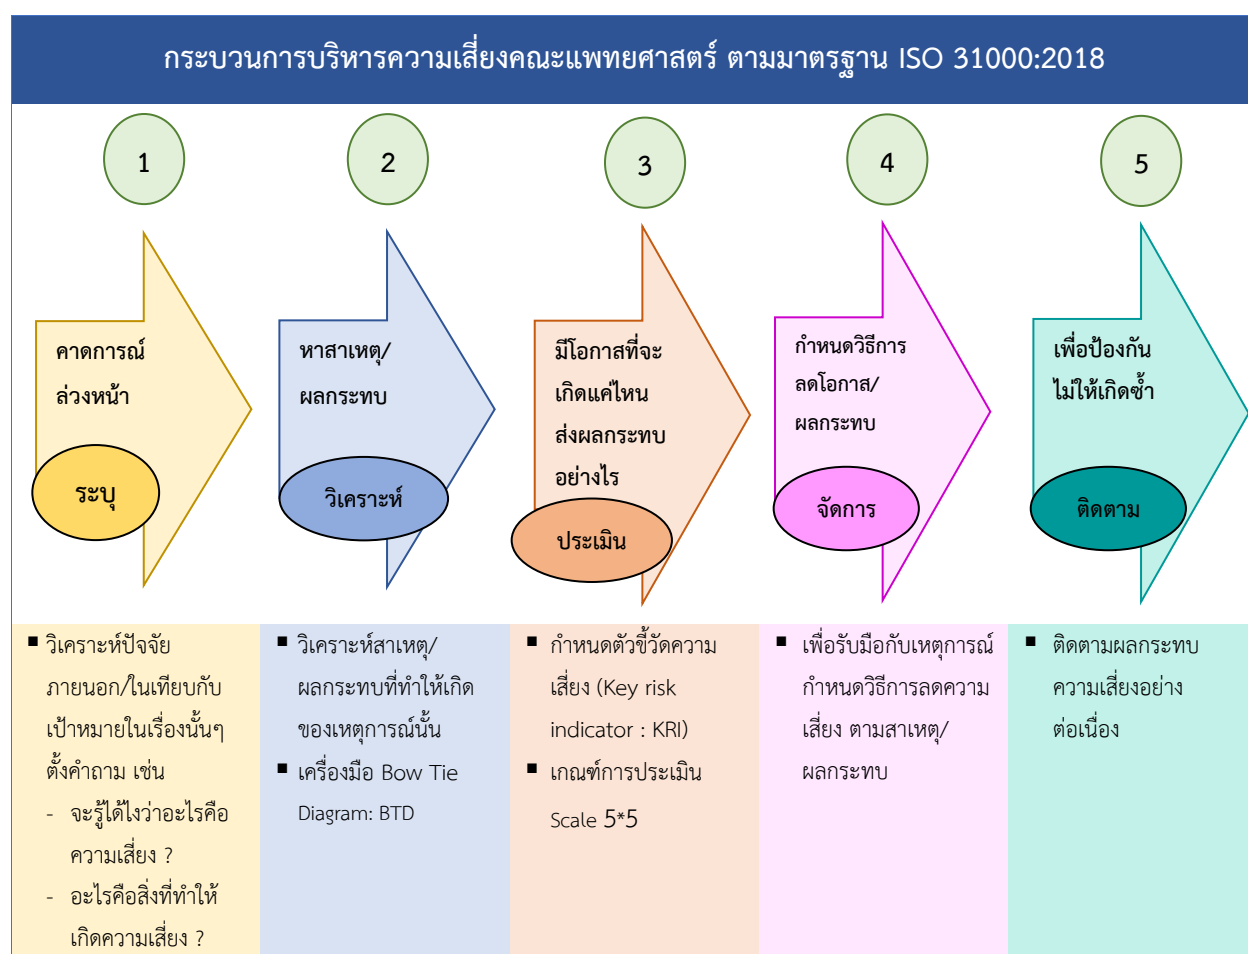 กระบวนการบริหารความเสี่ยงคณะแพทยศาสตร์ ตามมาตรฐาน ISO 31000:2018
1
2
3
4
5
คาดการณ์
ล่วงหน้า
ระบุ
หาสาเหตุ/
ผลกระทบ
วิเคราะห์
มีโอกาสที่จะ
เกิดแค่ไหน
ส่งผลกระทบ
อย่างไร
ประเมิน
กำหนดวิธีการ
ลดโอกาส/
ผลกระทบ
จัดการ
เพื่อป้องกัน
ไม่ให้เกิดซ้ำ
ติดตาม
▪ วิเคราะห์ปัจจัย
ภายนอก/ในเทียบกับ
เป้าหมายในเรื่องนั้นๆ
ตั้งคำถาม เช่น
- จะรู้ได้ไงว่าอะไรคือ
ความเสี่ยง ?
- อะไรคือสิ่งที่ทำให้
เกิดความเสี่ยง ?
▪ วิเคราะห์สาเหตุ/
ผลกระทบที่ทำให้เกิด
ของเหตุการณ์นั้น
▪ เครื่องมือ Bow Tie
Diagram: BTD
▪ กำหนดตัวชี้วัดความ
เสี่ยง (Key risk
indicator : KRI)
▪ เกณฑ์การประเมิน
Scale 5*5
▪ เพื่อรับมือกับเหตุการณ์
กำหนดวิธีการลดความ
เสี่ยง ตามสาเหตุ/
ผลกระทบ
▪ ติดตามผลกระทบ
ความเสี่ยงอย่าง
ต่อเนื่อง